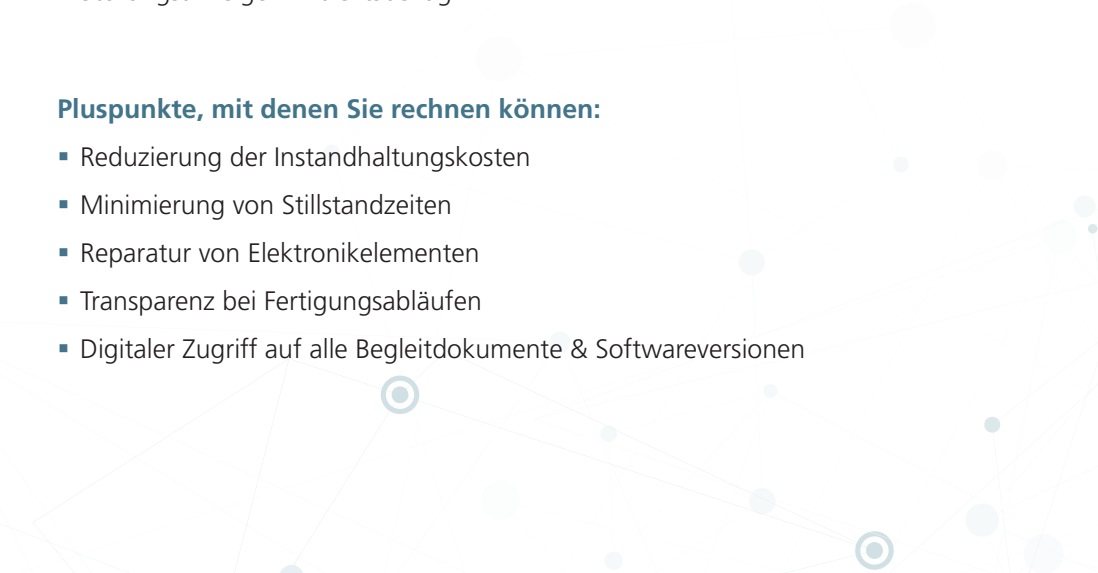 Pluspunkte, mit denen Sie rechnen können:
▪ Reduzierung der Instandhaltungskosten
▪ Minimierung von Stillstandzeiten
▪ Reparatur von Elektronikelementen
▪ Transparenz bei Fertigungsabläufen
▪ Digitaler Zugriff auf alle Begleitdokumente & Softwareversionen